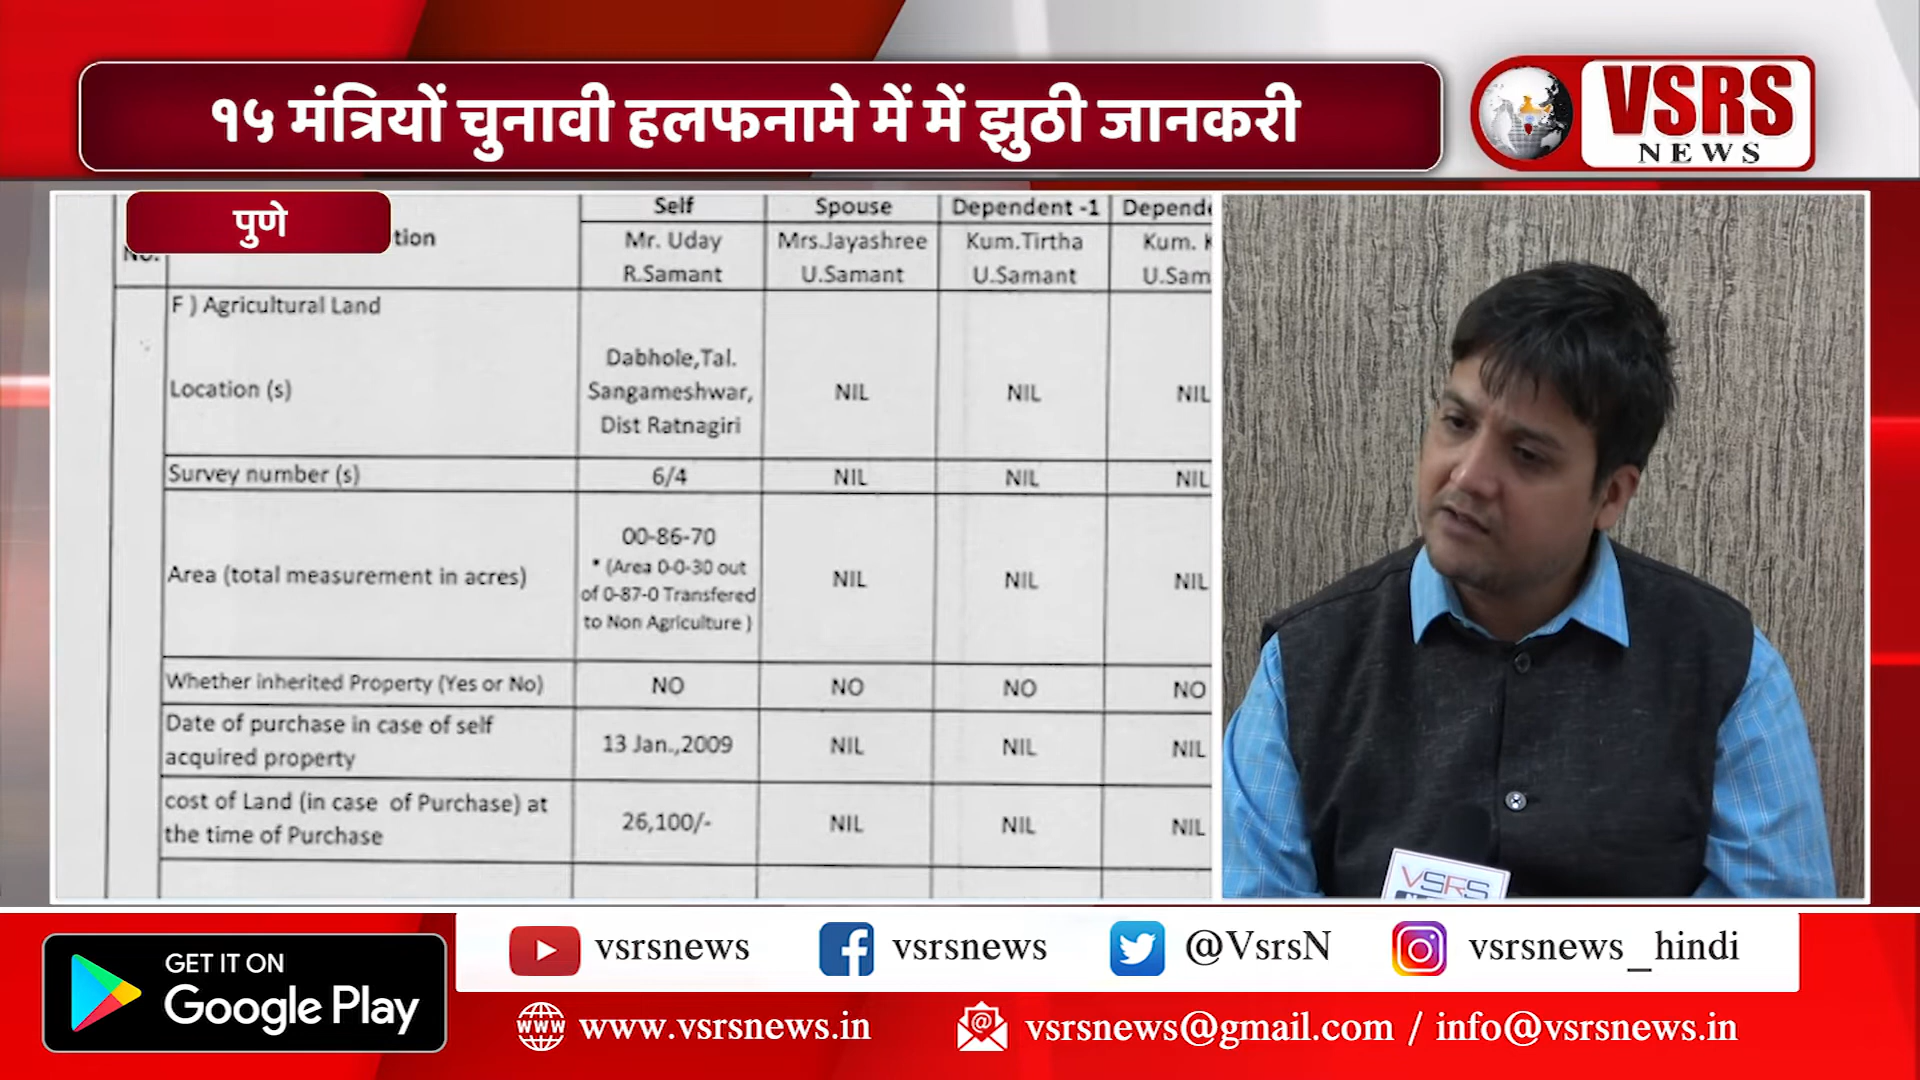 १५ मंत्रियों चुनावी हलफनामे में में झुठी जानकरी
VSRS
NEWS
पुणे
No.
tion
Self
Spouse
Dependent -1
Mr. Uday
R.Samant
Mrs.Jayashree
U.Samant
Kum.Tirtha
U.Samant
Kum.
F ) Agricultural Land
Location (s)
Dabhole,Tal.
Sangameshwar,
Dist Ratnagiri
NIL
NIL
NIL
Survey number (s)
6/4
NIL
NIL
NIL
Area (total measurement in acres)
00-86-70
* (Area 0-0-30 out
of 0-87-0 Transfered
to Non Agriculture )
NIL
NIL
NIL
Whether inherited Property (Yes or No)
NO
NO
NO
NO
Date of purchase in case of self
acquired property
13 Jan.,2009
NIL
NIL
NIL
cost of Land (in case of Purchase) at
the time of Purchase
26,100/-
NIL
NIL
NIL
VSRS
GET IT ON
Google Play
vsrsnews
vsrsnews
@VsrsN
vsrsnews_hindi
www
www.vsrsnews.in
vsrsnews@gmail.com / info@vsrsnews.in